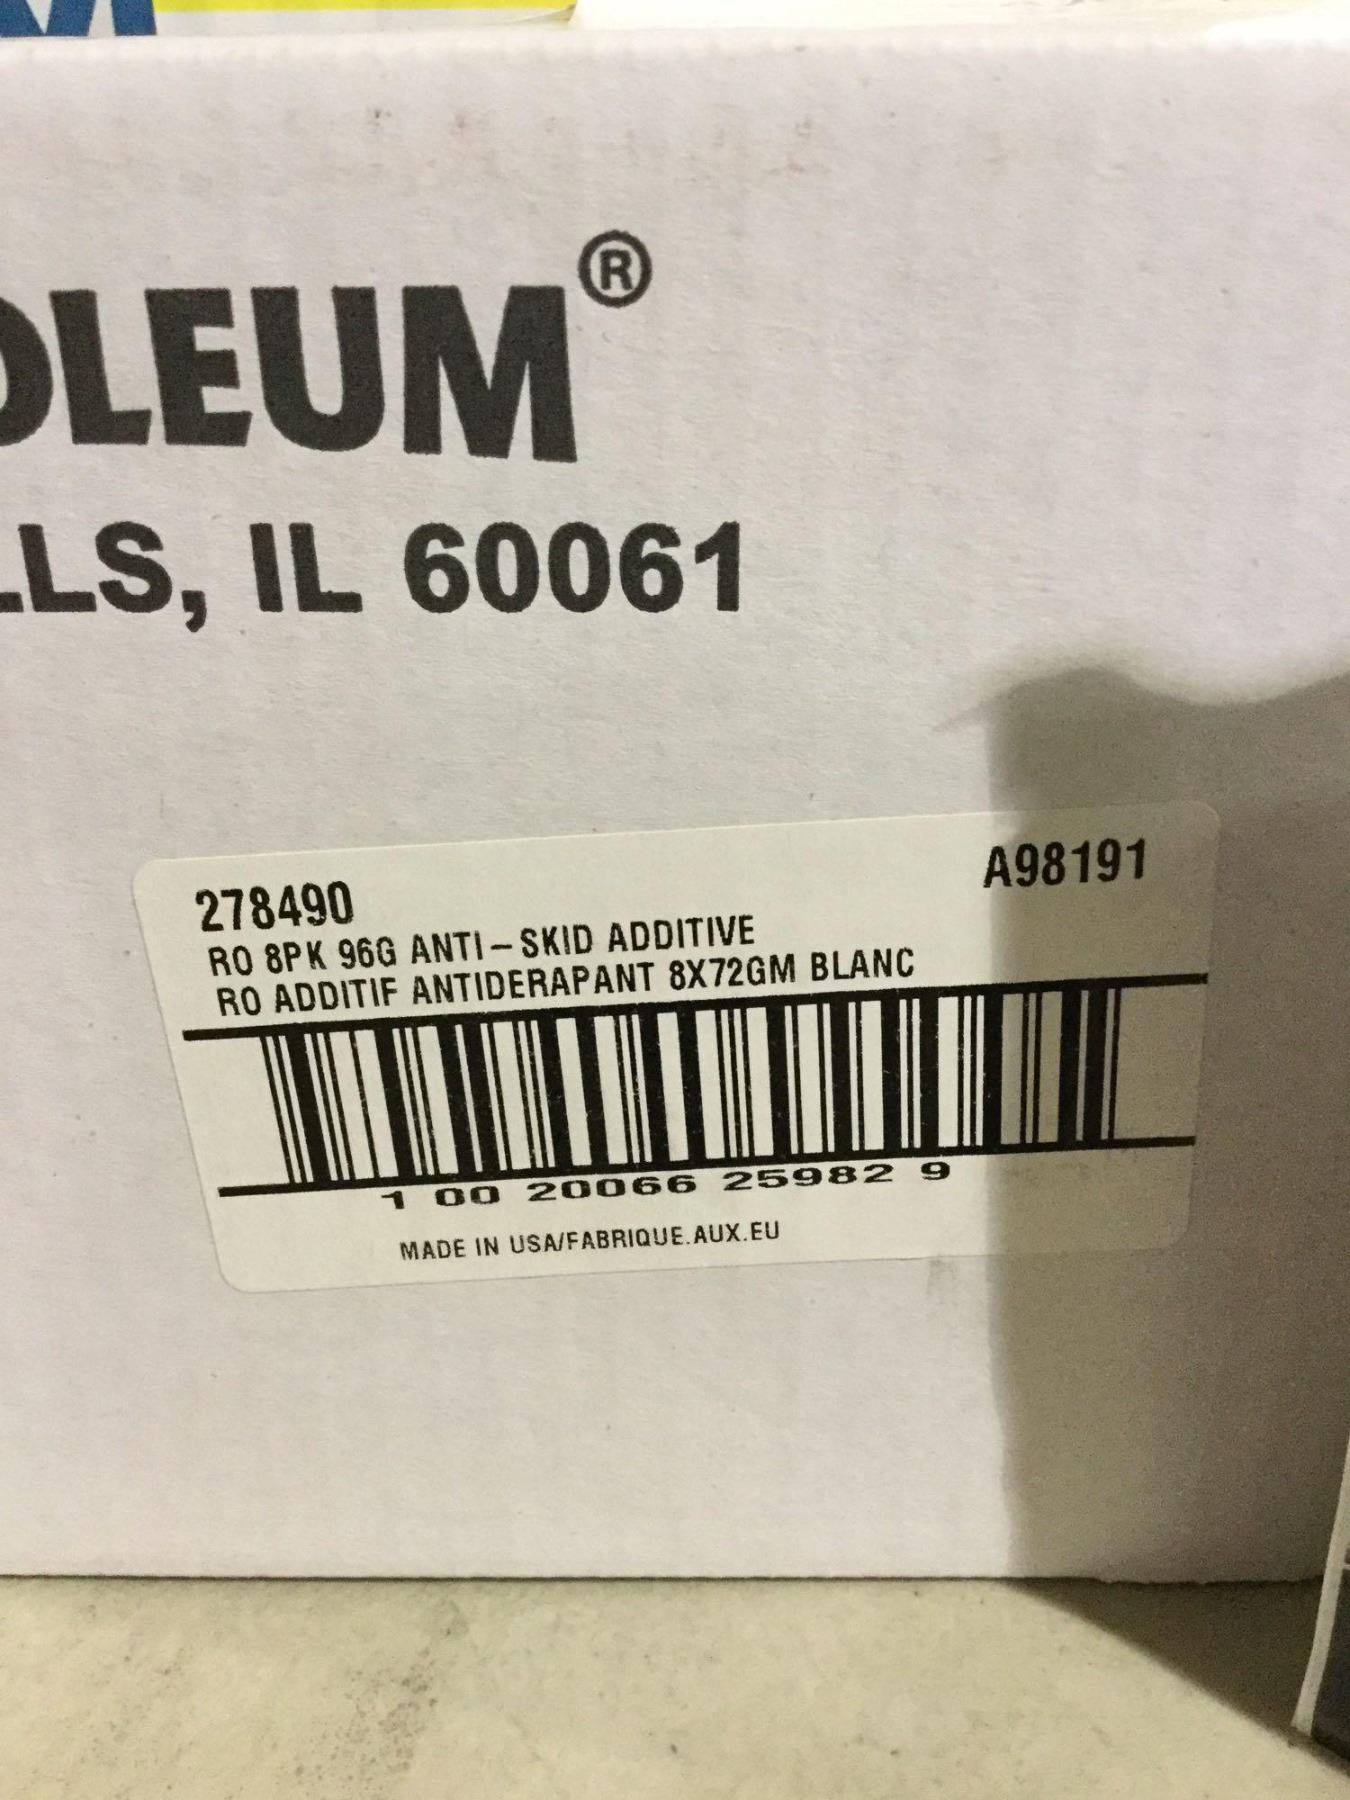 OLEUM®
LLS, IL 60061
278490
A98191
RO 8PK 96G ANTI-SKID ADDITIVE
RO ADDITIF ANTIDERAPANT 8X72GM BLANC
1 00 20066 25982 9
MADE IN USA/FABRIQUE.AUX.EU